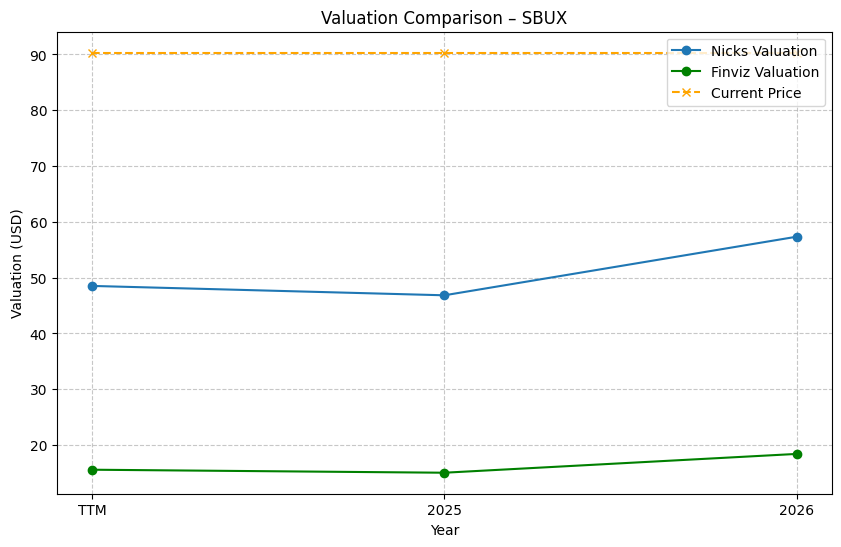 Valuation Comparison – SBUX
Nicks Valuation
Finviz Valuation
Current Price
Valuation (USD)
90
80
70
60
50
40
30
20
TTM
2025
2026
Year